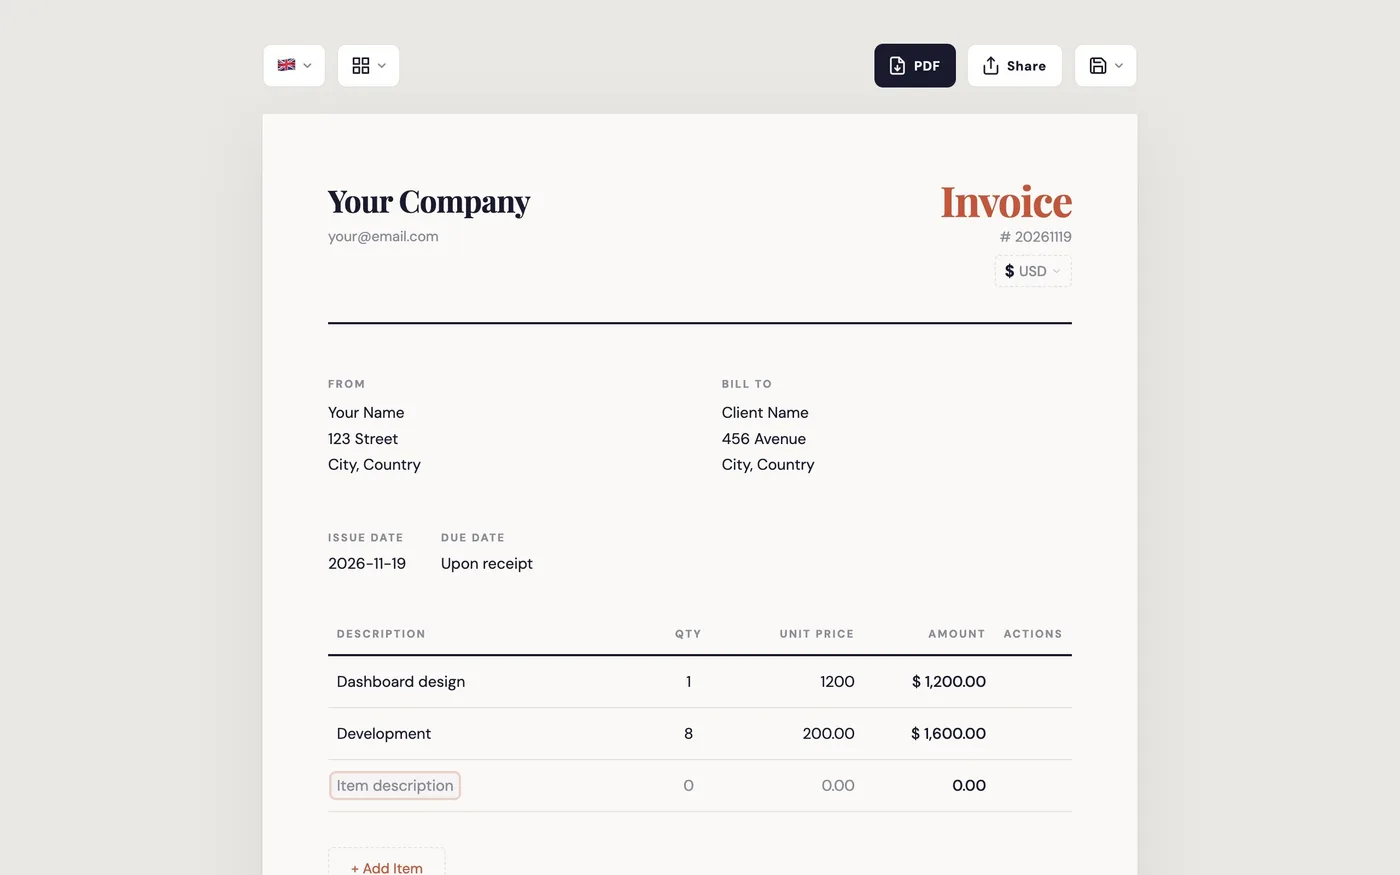 PDF
Share
Your Company
Invoice
your@email.com
# 20261119
$ USD
FROM
BILL TO
Your Name
Client Name
123 Street
456 Avenue
City, Country
City, Country
ISSUE DATE
DUE DATE
2026-11-19
Upon receipt
DESCRIPTION QTY UNIT PRICE AMOUNT ACTIONS
Dashboard design 1 1200 $ 1,200.00
Development 8 200.00 $ 1,600.00
Item description 0 0.00 0.00
+ Add Item